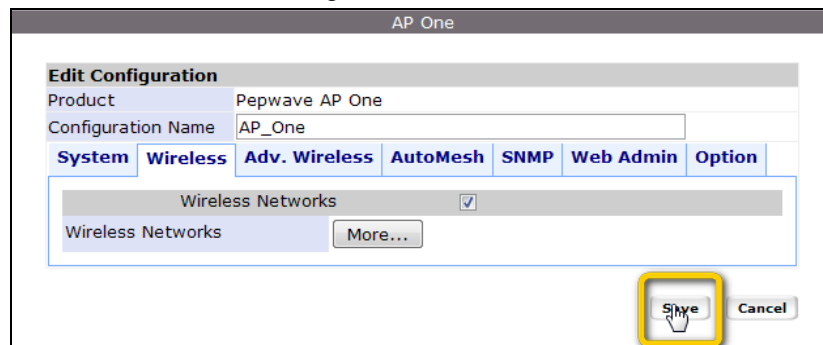 AP One
Edit Configuration
Product Pepwave AP One
Configuration Name AP_One
System Wireless Adv. Wireless AutoMesh SNMP Web Admin Option
Wireless Networks
Wireless Networks More...
Save Cancel